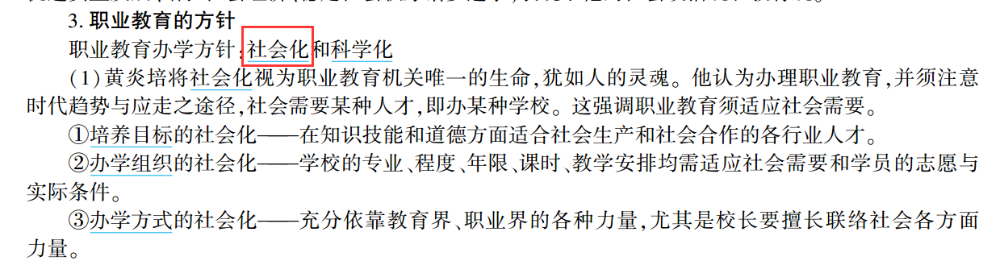 3. 职业教育的方针
职业教育办学方针:社会化和科学化
(1)黄炎培将社会化视为职业教育机关唯一的生命,犹如人的灵魂。他认为办理职业教育,并须注意
时代趋势与应走之途径,社会需要某种人才,即办某种学校。这强调职业教育须适应社会需要。
①培养目标的社会化——在知识技能和道德方面适合社会生产和社会合作的各行业人才。
②办学组织的社会化——学校的专业、程度、年限、课时、教学安排均需适应社会需要和学员的志愿与
实际条件。
③办学方式的社会化——充分依靠教育界、职业界的各种力量,尤其是校长要擅长联络社会各方面
力量。